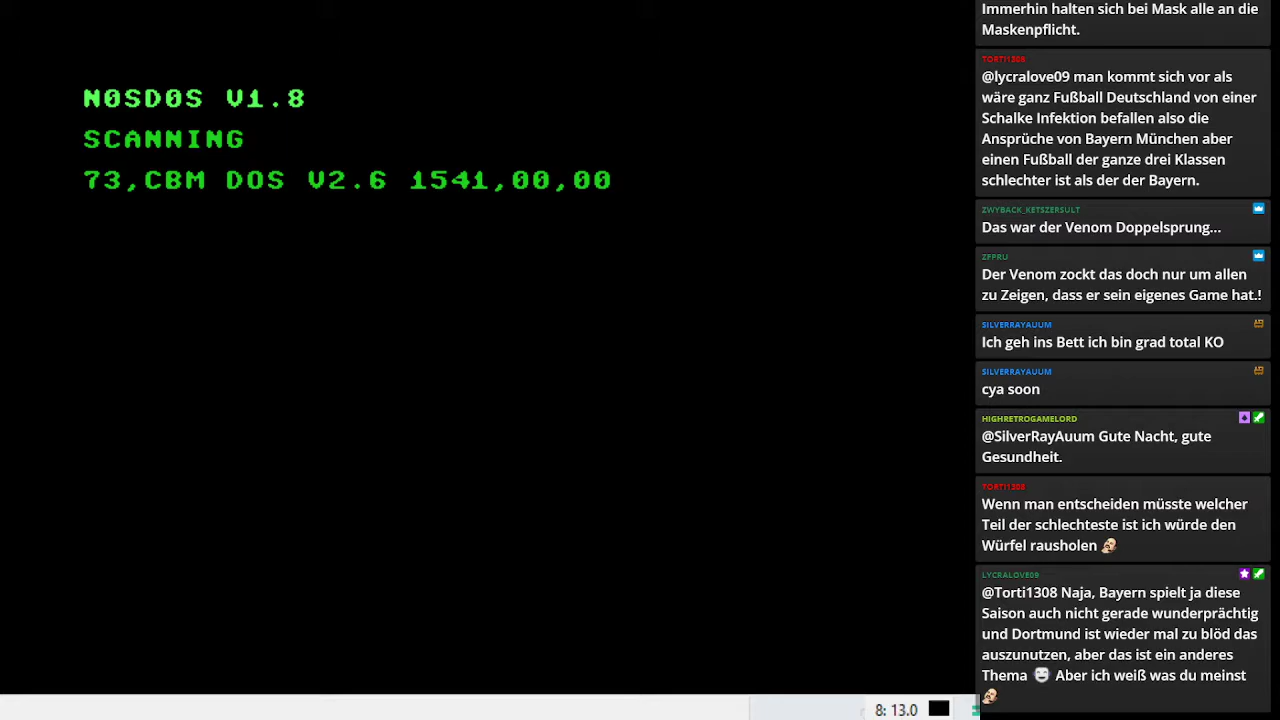 N0SD0S V1.8
SCANNING
73,CBM DOS V2.6 1541,00,00
8: 13.0
Immerhin halten sich bei Mask alle an die
Maskenpflicht.
TORTI1308
@lycralove09 man kommt sich vor als
wäre ganz Fußball Deutschland von einer
Schalke Infektion befallen also die
Ansprüche von Bayern München aber
einen Fußball der ganze drei Klassen
schlechter ist als der der Bayern.
ZWYBACK_KETSZERSULT
Das war der Venom Doppelsprung...
ZFPRU
Der Venom zockt das doch nur um allen
zu Zeigen, dass er sein eigenes Game hat.!
SILVERRAYAUUM
Ich geh ins Bett ich bin grad total KO
SILVERRAYAUUM
cya soon
HIGHRETROGAMELORD
@SilverRayAuum Gute Nacht, gute
Gesundheit.
TORTI1308
Wenn man entscheiden müsste welcher
Teil der schlechteste ist ich würde den
Würfel rausholen
LYCRALOVE09
@Torti1308 Naja, Bayern spielt ja diese
Saison auch nicht gerade wunderprächtig
und Dortmund ist wieder mal zu blöd das
auszunutzen, aber das ist ein anderes
Thema Aber ich weiß was du meinst